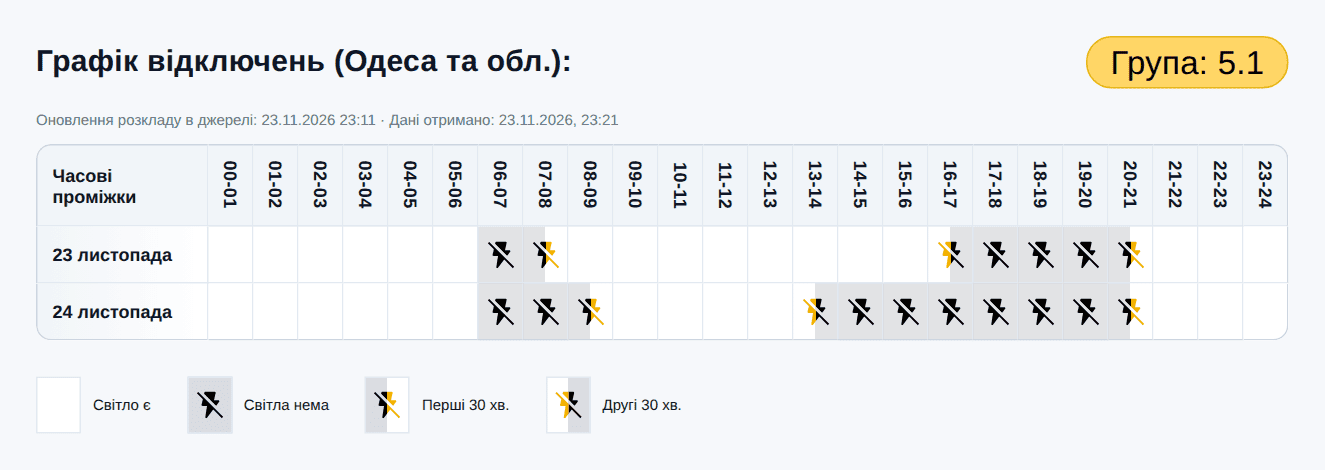 Графік відключень (Одеса та обл.):
Група: 5.1
Оновлення розкладу в джерелі: 23.11.2026 23:11 · Дані отримано: 23.11.2026, 23:21
Часові
проміжки
00-01
01-02
02-03
03-04
04-05
05-06
06-07
07-08
08-09
09-10
10-11
11-12
12-13
13-14
14-15
15-16
16-17
17-18
18-19
19-20
20-21
21-22
22-23
23-24
23 листопада
24 листопада
Світло є
Світла нема
Перші 30 хв.
Другі 30 хв.